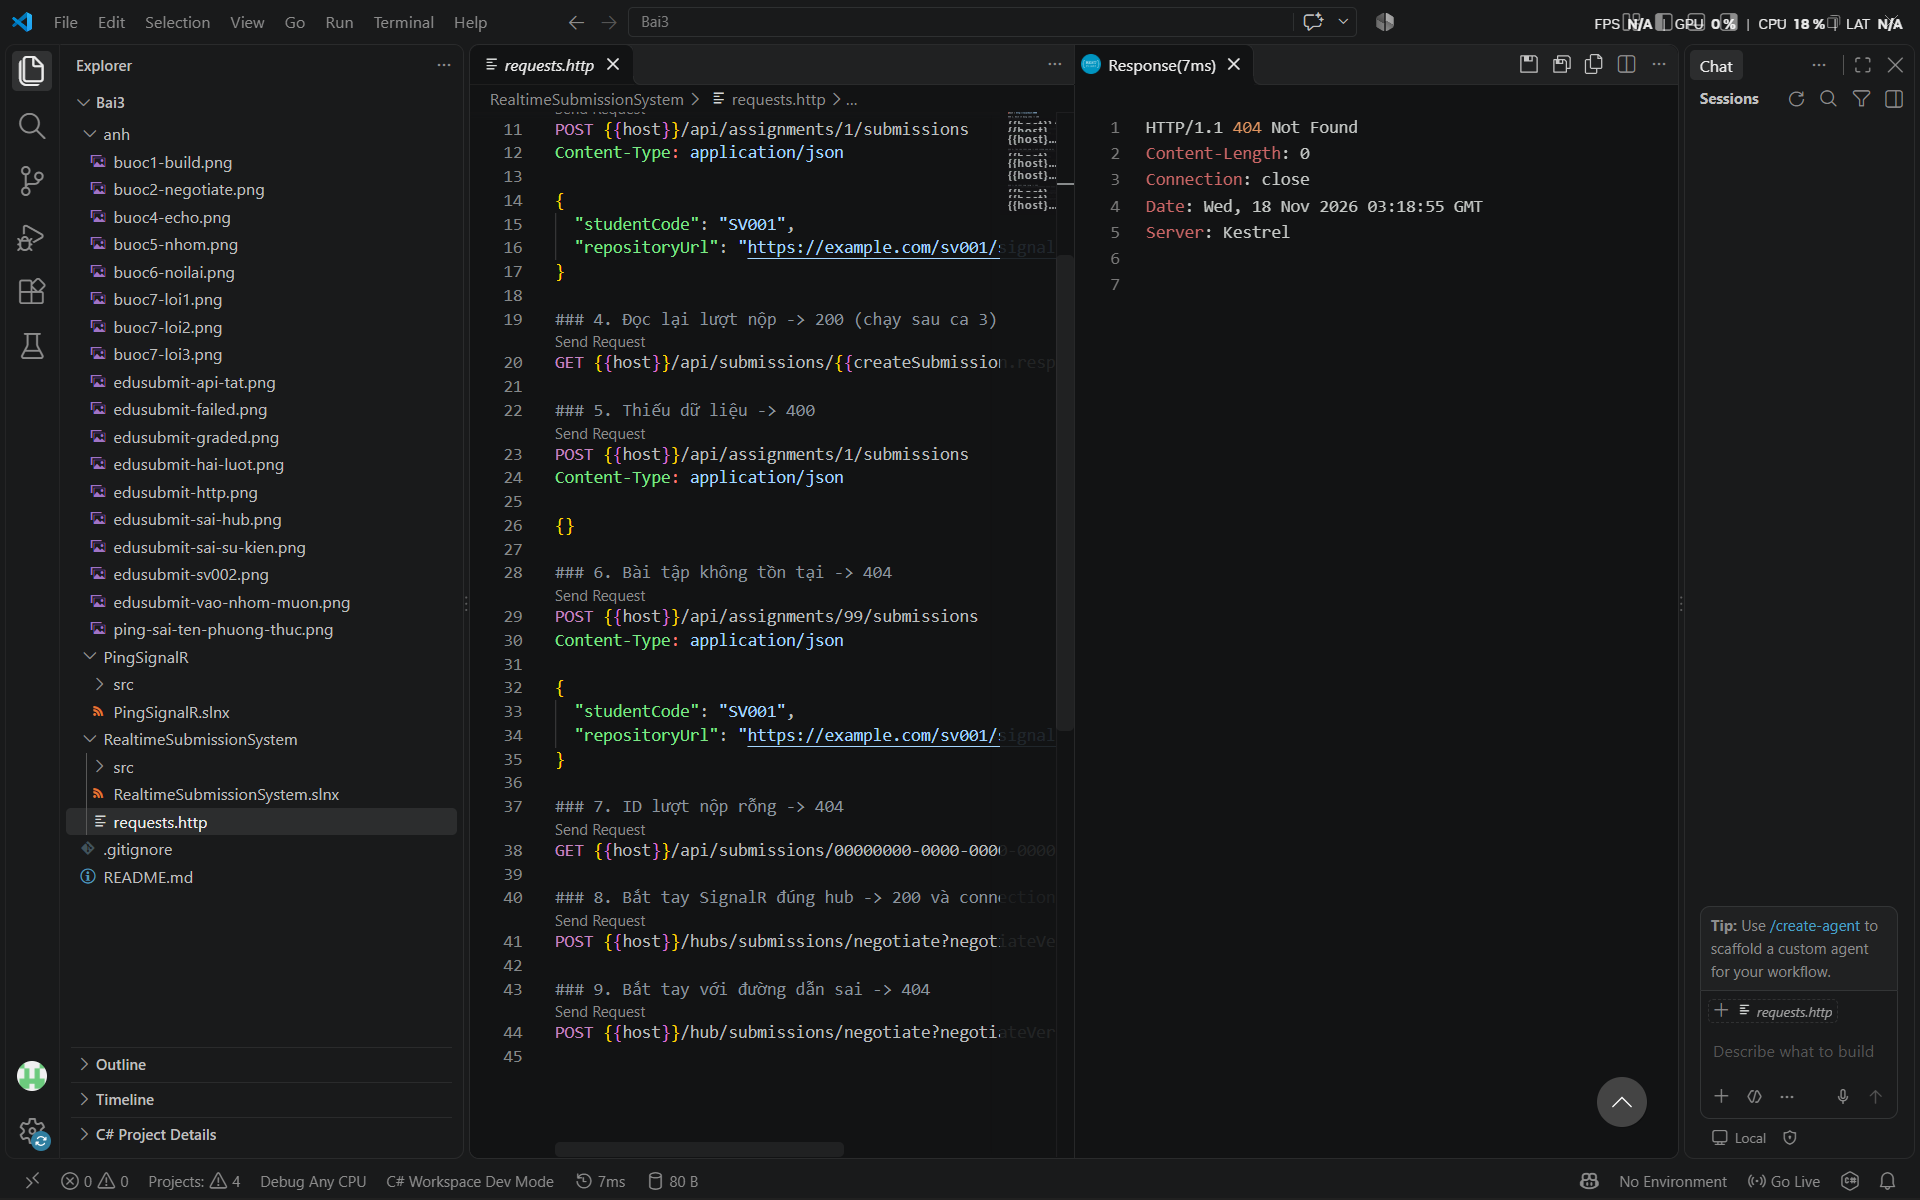 File Edit Selection View Go Run Terminal Help
Bai3
FPS N/A | GPU 0% | CPU 18% | LAT N/A
Explorer
Bai3
anh
buoc1-build.png
buoc2-negotiate.png
buoc4-echo.png
buoc5-nhom.png
buoc6-noilai.png
buoc7-loi1.png
buoc7-loi2.png
buoc7-loi3.png
edusubmit-api-tat.png
edusubmit-failed.png
edusubmit-graded.png
edusubmit-hai-luot.png
edusubmit-http.png
edusubmit-sai-hub.png
edusubmit-sai-su-kien.png
edusubmit-sv002.png
edusubmit-vao-nhom-muon.png
ping-sai-ten-phuong-thuc.png
PingSignalR
src
PingSignalR.slnx
RealtimeSubmissionSystem
src
RealtimeSubmissionSystem.slnx
requests.http
.gitignore
README.md
Outline
Timeline
C# Project Details
requests.http
RealtimeSubmissionSystem > requests.http > ...
Send Request
11 POST {{host}}/api/assignments/1/submissions
12 Content-Type: application/json
13
14 {
15 "studentCode": "SV001",
16 "repositoryUrl": "https://example.com/sv001/signal
17 }
18
19 ### 4. Đọc lại lượt nộp -> 200 (chạy sau ca 3)
Send Request
20 GET {{host}}/api/submissions/{{createSubmission.resp
21
22 ### 5. Thiếu dữ liệu -> 400
Send Request
23 POST {{host}}/api/assignments/1/submissions
24 Content-Type: application/json
25
26 {}
27
28 ### 6. Bài tập không tồn tại -> 404
Send Request
29 POST {{host}}/api/assignments/99/submissions
30 Content-Type: application/json
31
32 {
33 "studentCode": "SV001",
34 "repositoryUrl": "https://example.com/sv001/signal
35 }
36
37 ### 7. ID lượt nộp rỗng -> 404
Send Request
38 GET {{host}}/api/submissions/00000000-0000-0000-0000
39
40 ### 8. Bắt tay SignalR đúng hub -> 200 và connection
Send Request
41 POST {{host}}/hubs/submissions/negotiate?negotiateVe
42
43 ### 9. Bắt tay với đường dẫn sai -> 404
Send Request
44 POST {{host}}/hub/submissions/negotiate?negotiateVer
45
{{host}...
{{host}...
{{host}...
{{host}...
Response(7ms)
1 HTTP/1.1 404 Not Found
2 Content-Length: 0
3 Connection: close
4 Date: Wed, 18 Nov 2026 03:18:55 GMT
5 Server: Kestrel
6
7
Chat
Sessions
Tip: Use /create-agent to
scaffold a custom agent
for your workflow.
requests.http
Describe what to build
Local
0 0 Projects: 4 Debug Any CPU C# Workspace Dev Mode 7ms 80 B
No Environment Go Live